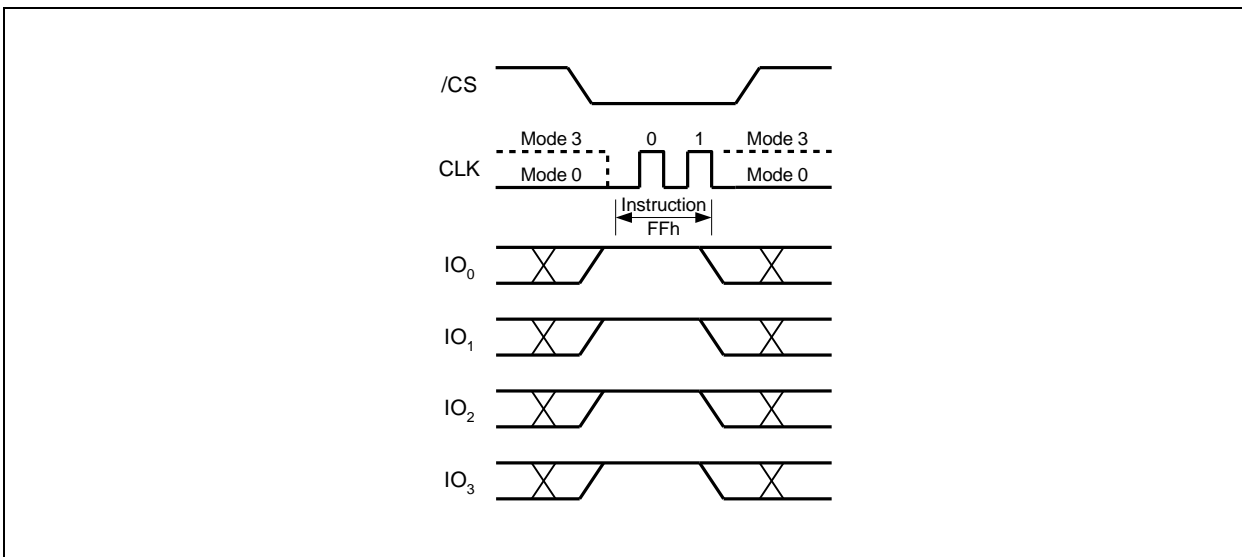 /CS
Mode 3 0 1 Mode 3
CLK
Mode 0 Mode 0
Instruction
FFh
IO0
IO1
IO2
IO3